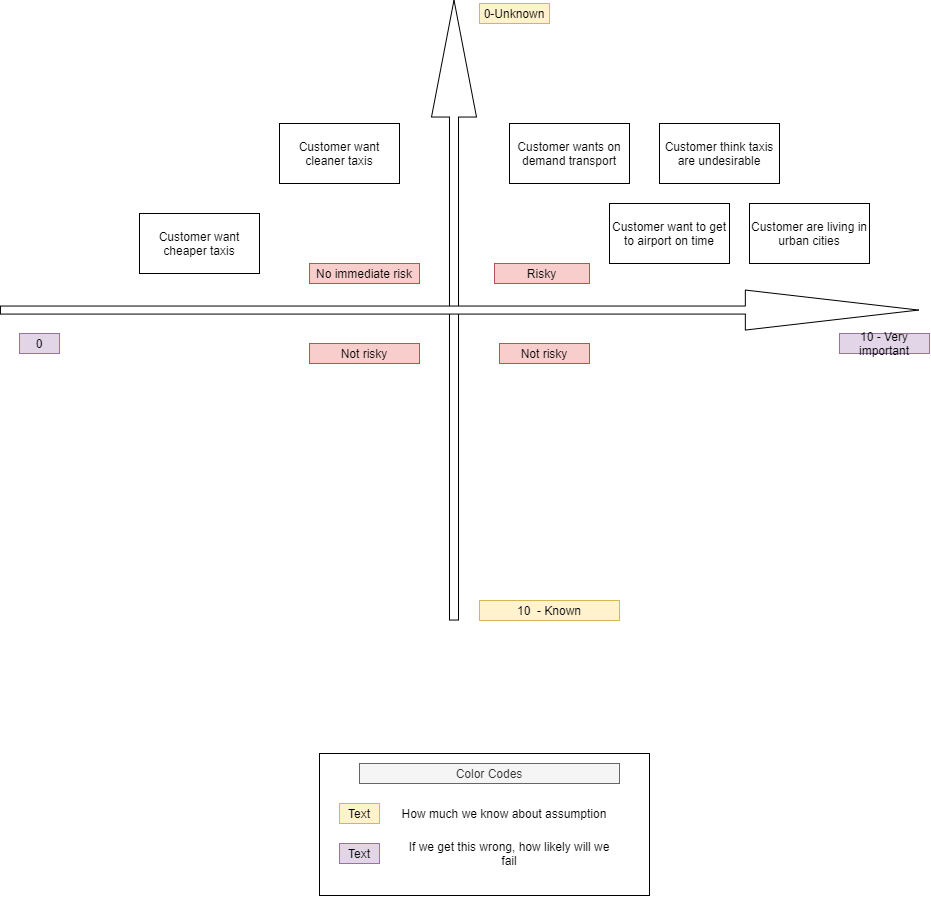 0-Unknown
Customer want
cleaner taxis
Customer wants on
demand transport
Customer think taxis
are undesirable
Customer want
cheaper taxis
Customer want to get
to airport on time
Customer are living in
urban cities
No immediate risk
Risky
0
Not risky
Not risky
10 - Very
important
10  - Known
Color Codes
Text
How much we know about assumption
Text
If we get this wrong, how likely will we
fail